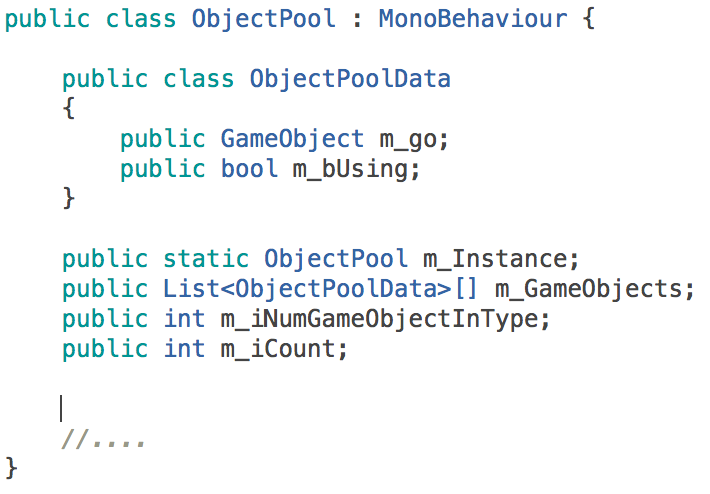 public class ObjectPool : MonoBehaviour {
public class ObjectPoolData
{
public GameObject m_go;
public bool m_bUsing;
}
public static ObjectPool m_Instance;
public List<ObjectPoolData>[] m_GameObjects;
public int m_iNumGameObjectInType;
public int m_iCount;
//....
}